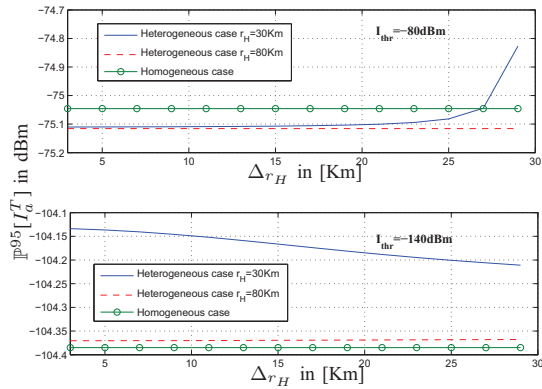 −74.7
−74.8
−74.9
−75
−75.1
−75.2
Heterogeneous case r_H=30Km
Heterogeneous case r_H=80Km
Homogeneous case
I_thr=−80dBm
5 10 15 20 25 30
Δ_{r_H} in [Km]
ℙ^95[I_a^T] in dBm
−104.1
−104.15
−104.2
−104.25
−104.3
−104.35
−104.4
I_thr=−140dBm
Heterogeneous case r_H=30Km
Heterogeneous case r_H=80Km
Homogeneous case
5 10 15 20 25 30
Δ_{r_H} in [Km]